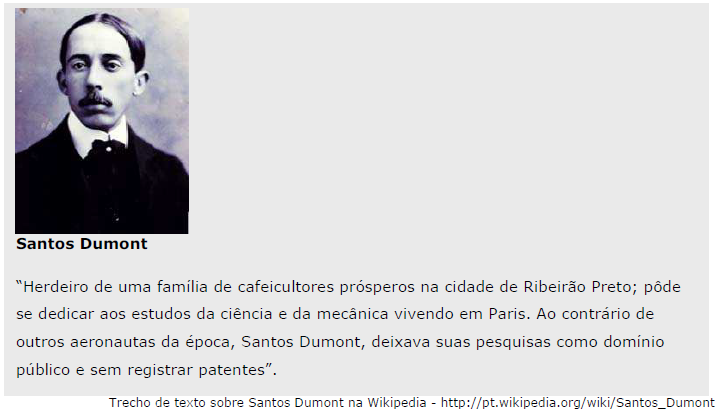 Santos Dumont
“Herdeiro de uma família de cafeicultores prósperos na cidade de Ribeirão Preto; pôde
se dedicar aos estudos da ciência e da mecânica vivendo em Paris. Ao contrário de
outros aeronautas da época, Santos Dumont, deixava suas pesquisas como domínio
público e sem registrar patentes”.
Trecho de texto sobre Santos Dumont na Wikipedia - http://pt.wikipedia.org/wiki/Santos_Dumont